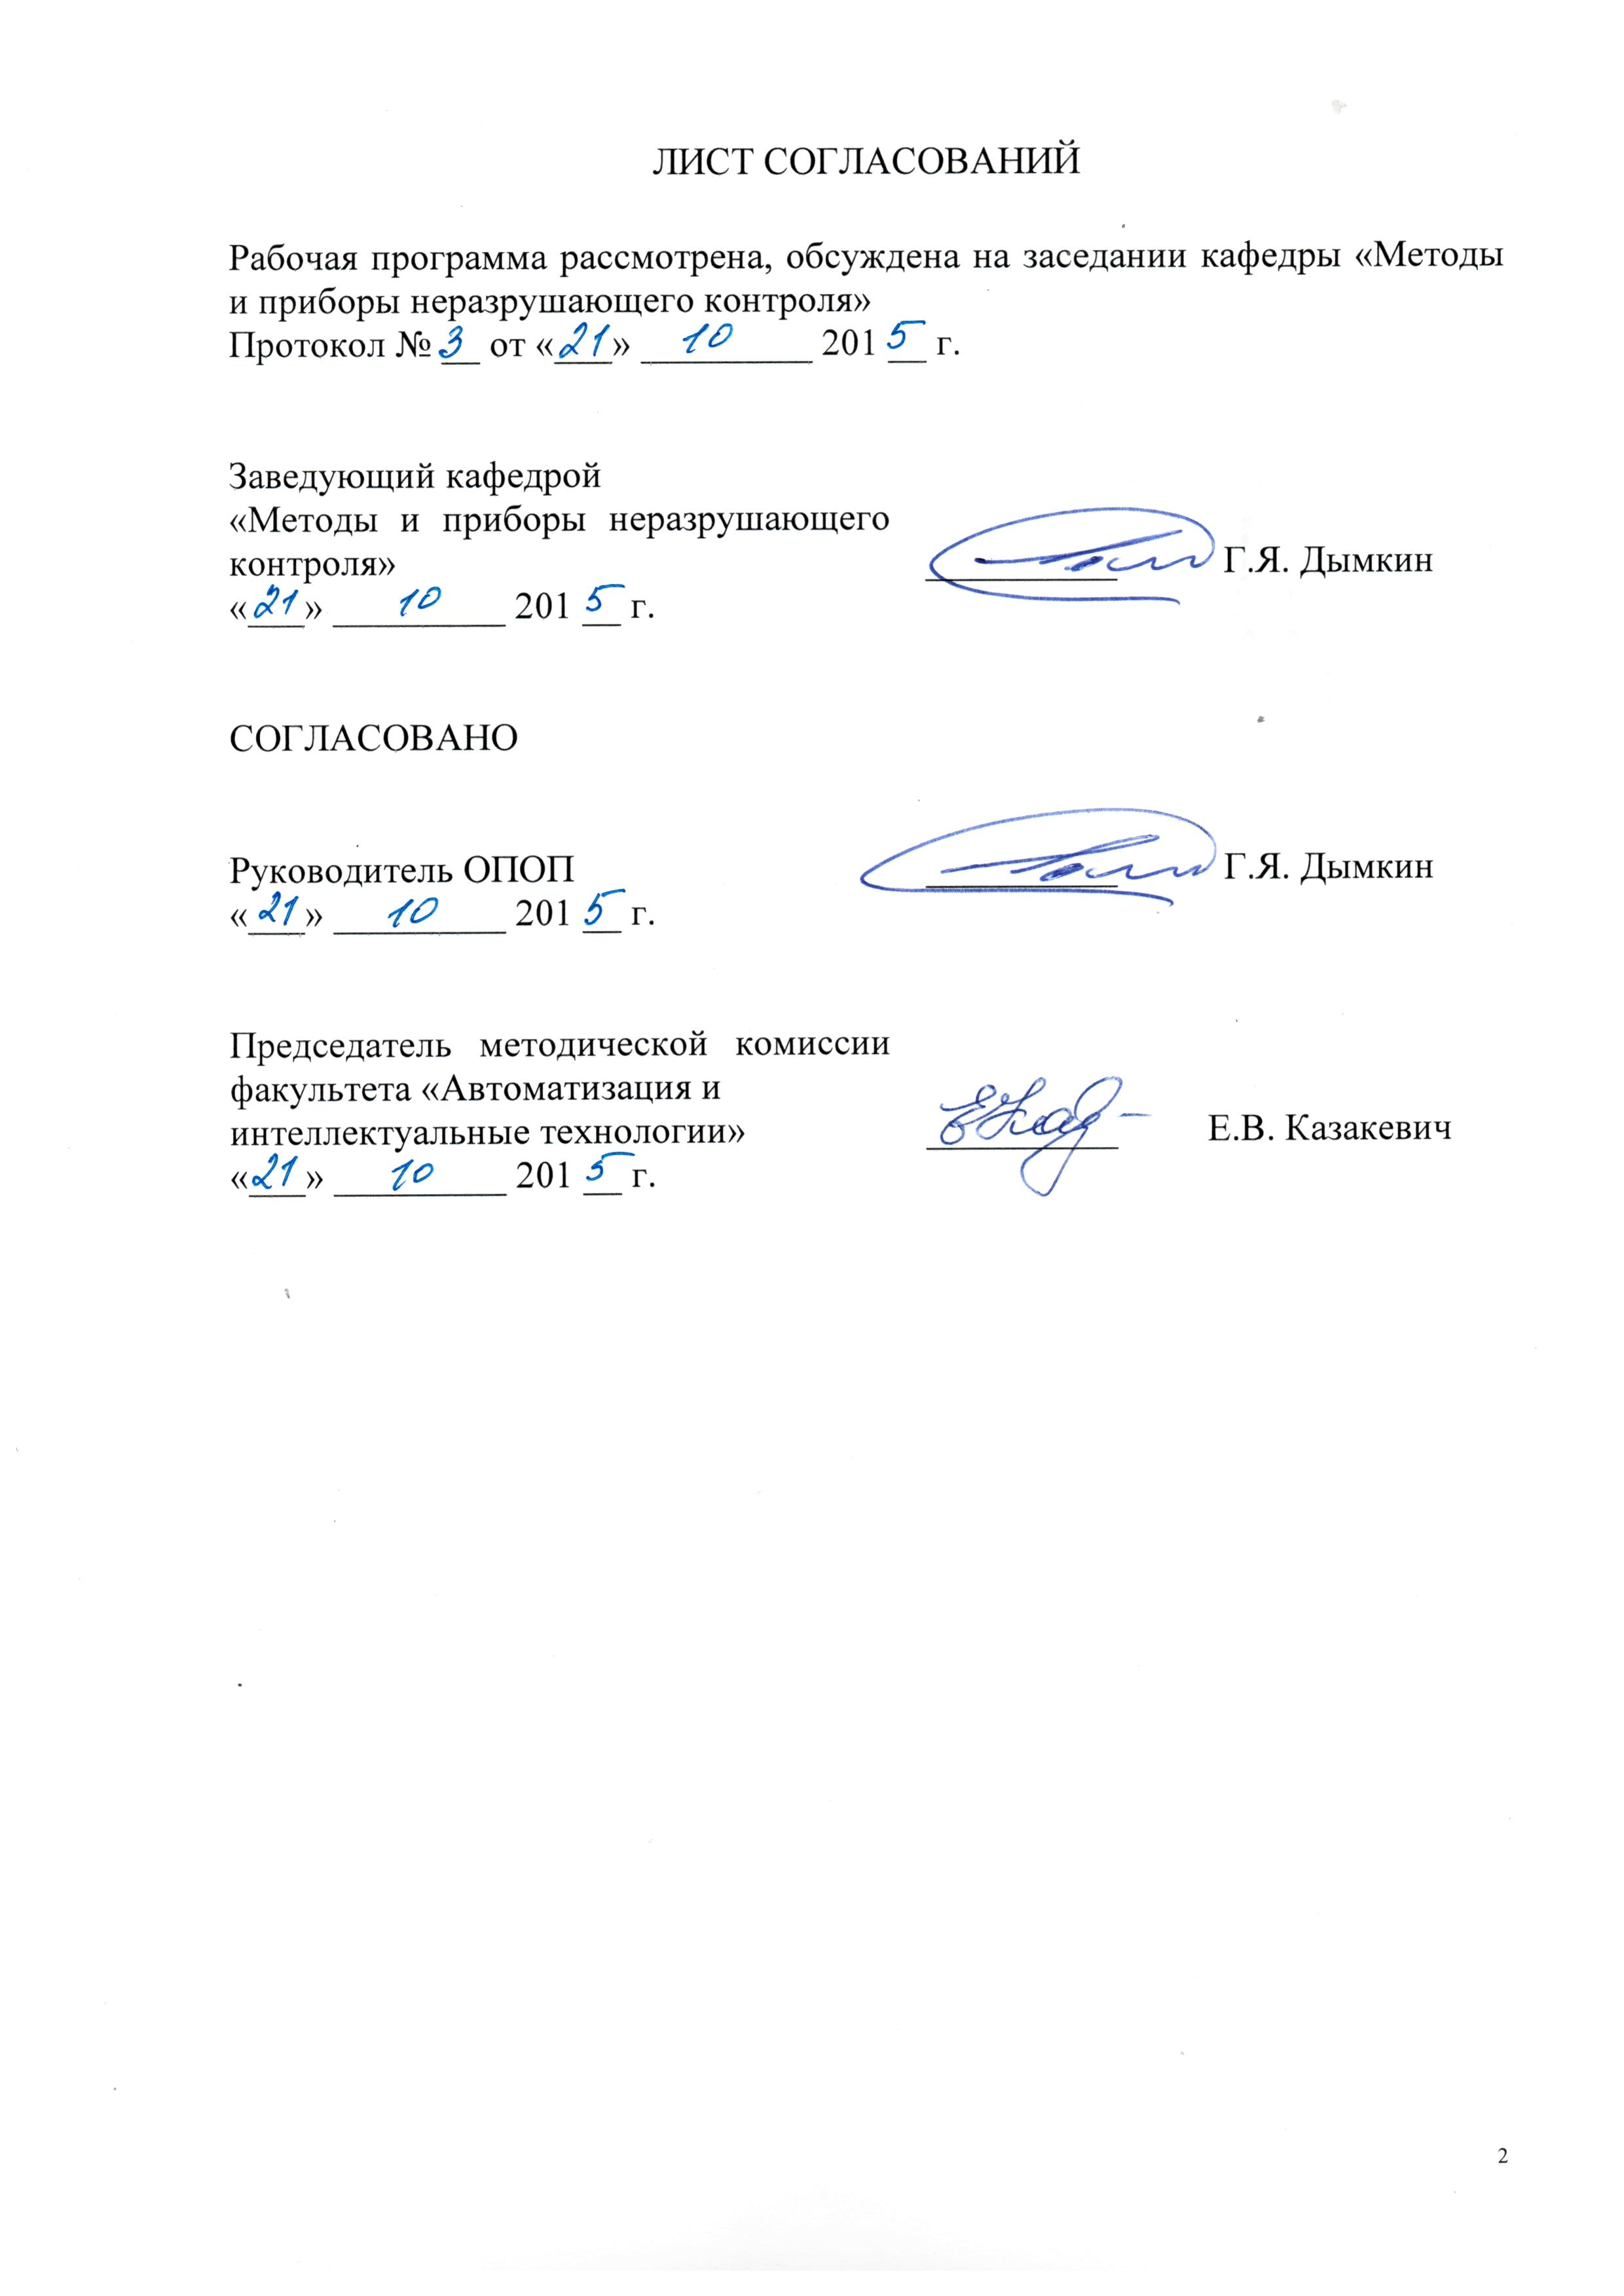 ЛИСТ СОГЛАСОВАНИЙ
Рабочая программа рассмотрена, обсуждена на заседании кафедры «Методы
и приборы неразрушающего контроля»
Протокол № 3 от «21» 10 2015 г.
Заведующий кафедрой
«Методы и приборы неразрушающего
контроля» Г.Я. Дымкин
«21» 10 2015 г.
СОГЛАСОВАНО
Руководитель ОПОП Г.Я. Дымкин
«21» 10 2015 г.
Председатель методической комиссии
факультета «Автоматизация и
интеллектуальные технологии» Е.В. Казакевич
«21» 10 2015 г.
2